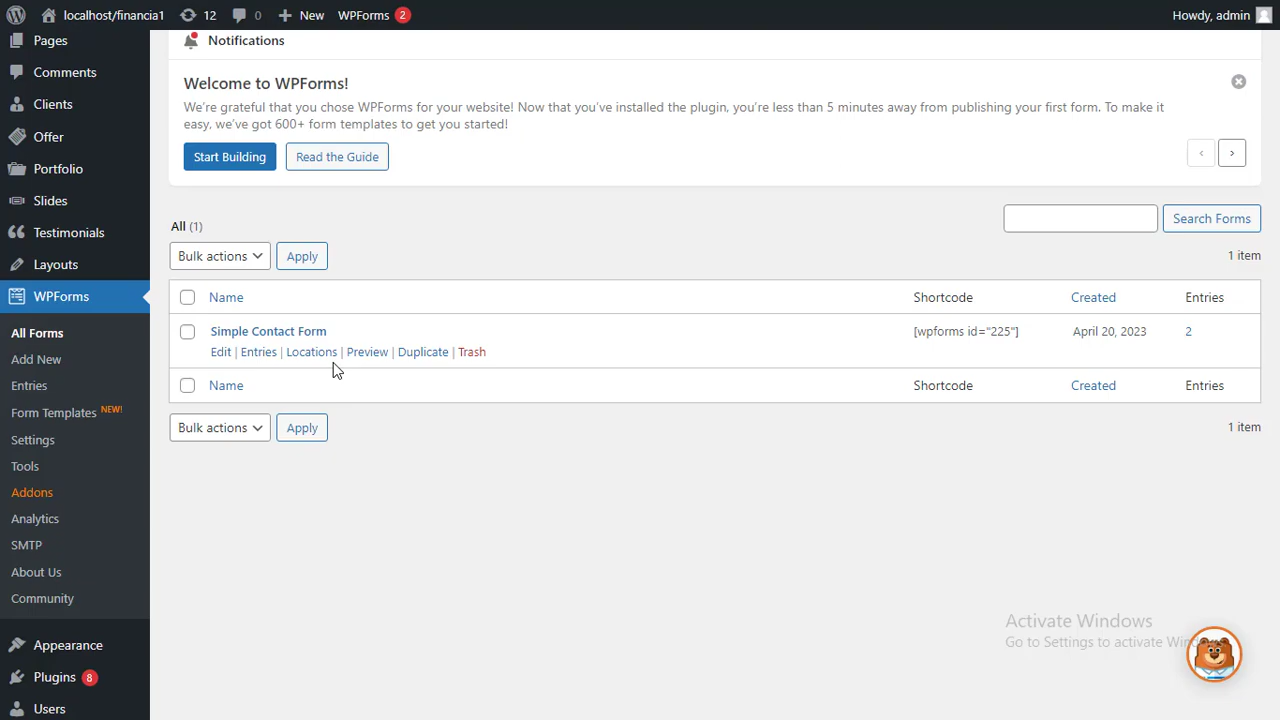 localhost/financia1 12 0 New WPForms 2 Howdy, admin
Pages
Comments
Clients
Offer
Portfolio
Slides
Testimonials
Layouts
WPForms
All Forms
Add New
Entries
Form Templates NEW!
Settings
Tools
Addons
Analytics
SMTP
About Us
Community
Appearance
Plugins 8
Users
Notifications
Welcome to WPForms!
We're grateful that you chose WPForms for your website! Now that you've installed the plugin, you're less than 5 minutes away from publishing your first form. To make it
easy, we've got 600+ form templates to get you started!
Start Building Read the Guide ‹ ›
All (1) Search Forms
Bulk actions Apply 1 item
Name Shortcode Created Entries
Simple Contact Form [wpforms id="225"] April 20, 2023 2
Edit | Entries | Locations | Preview | Duplicate | Trash
Name Shortcode Created Entries
Bulk actions Apply 1 item
Activate Windows
Go to Settings to activate